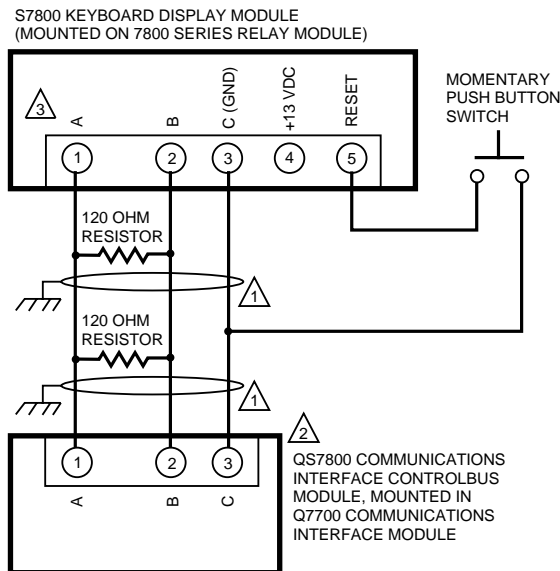 S7800 KEYBOARD DISPLAY MODULE
(MOUNTED ON 7800 SERIES RELAY MODULE)
MOMENTARY
PUSH BUTTON
SWITCH
3
A
B
C (GND)
+13 VDC
RESET
1
2
3
4
5
120 OHM
RESISTOR
1
120 OHM
RESISTOR
1
2
1
2
3
A
B
C
QS7800 COMMUNICATIONS
INTERFACE CONTROLBUS
MODULE, MOUNTED IN
Q7700 COMMUNICATIONS
INTERFACE MODULE